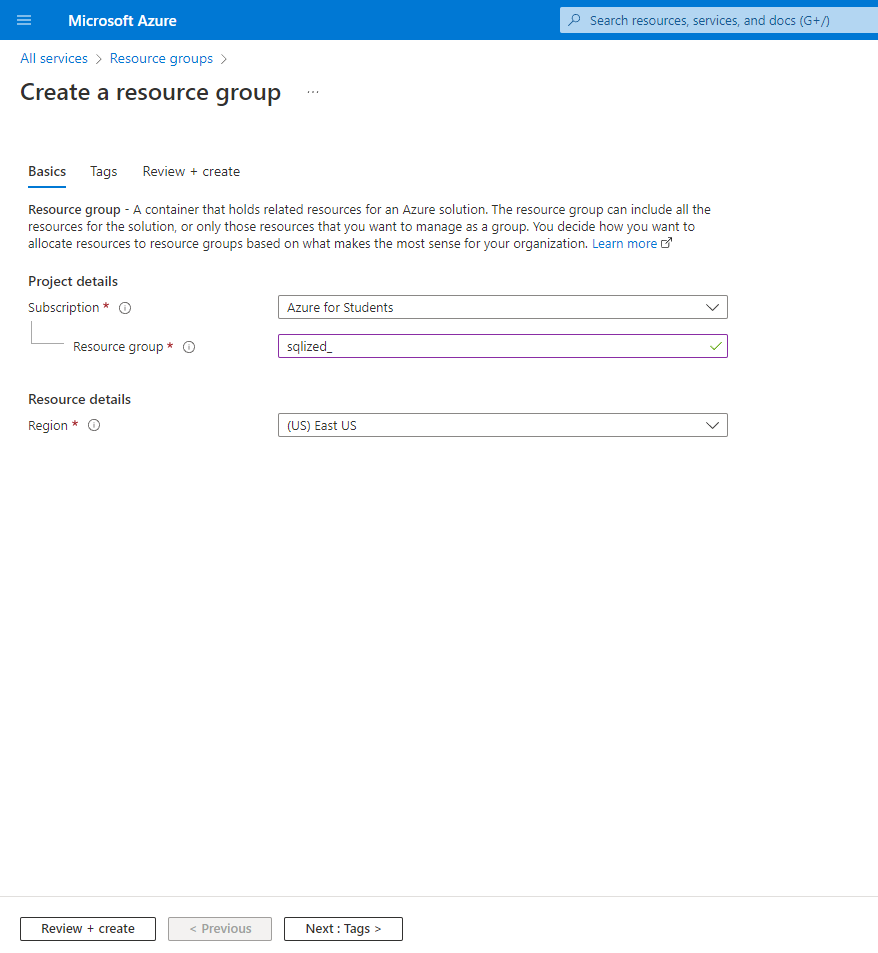 Microsoft Azure
Search resources, services, and docs (G+/)
All services > Resource groups >
Create a resource group ...
Basics Tags Review + create
Resource group - A container that holds related resources for an Azure solution. The resource group can include all the
resources for the solution, or only those resources that you want to manage as a group. You decide how you want to
allocate resources to resource groups based on what makes the most sense for your organization. Learn more
Project details
Subscription * Azure for Students
Resource group * sqlized_
Resource details
Region * (US) East US
Review + create < Previous Next : Tags >